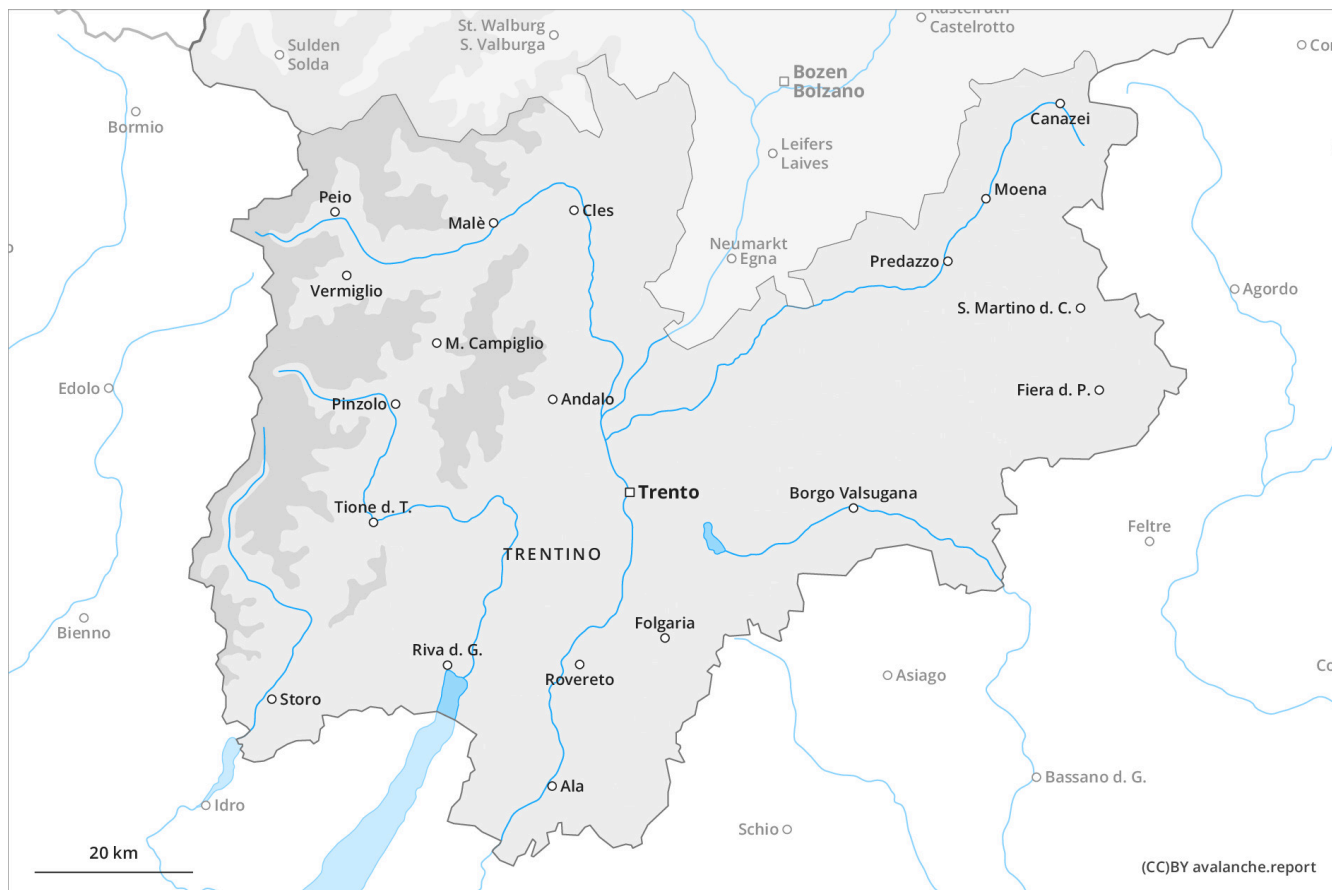 Castelrotto
St. Walburg
S. Valburga
Sulden
Solda
Bozen
Bolzano
Bormio
Canazei
Leifers
Laives
Peio
Moena
Malè
Cles
Neumarkt
Egna
Predazzo
Vermiglio
Agordo
S. Martino d. C.
M. Campiglio
Edolo
Fiera d. P.
Andalo
Pinzolo
Trento
Borgo Valsugana
Tione d. T.
Feltre
TRENTINO
Bienno
Folgaria
Riva d. G.
Rovereto
Asiago
Storo
Bassano d. G.
Ala
Idro
Schio
20 km
(CC)BY avalanche.report